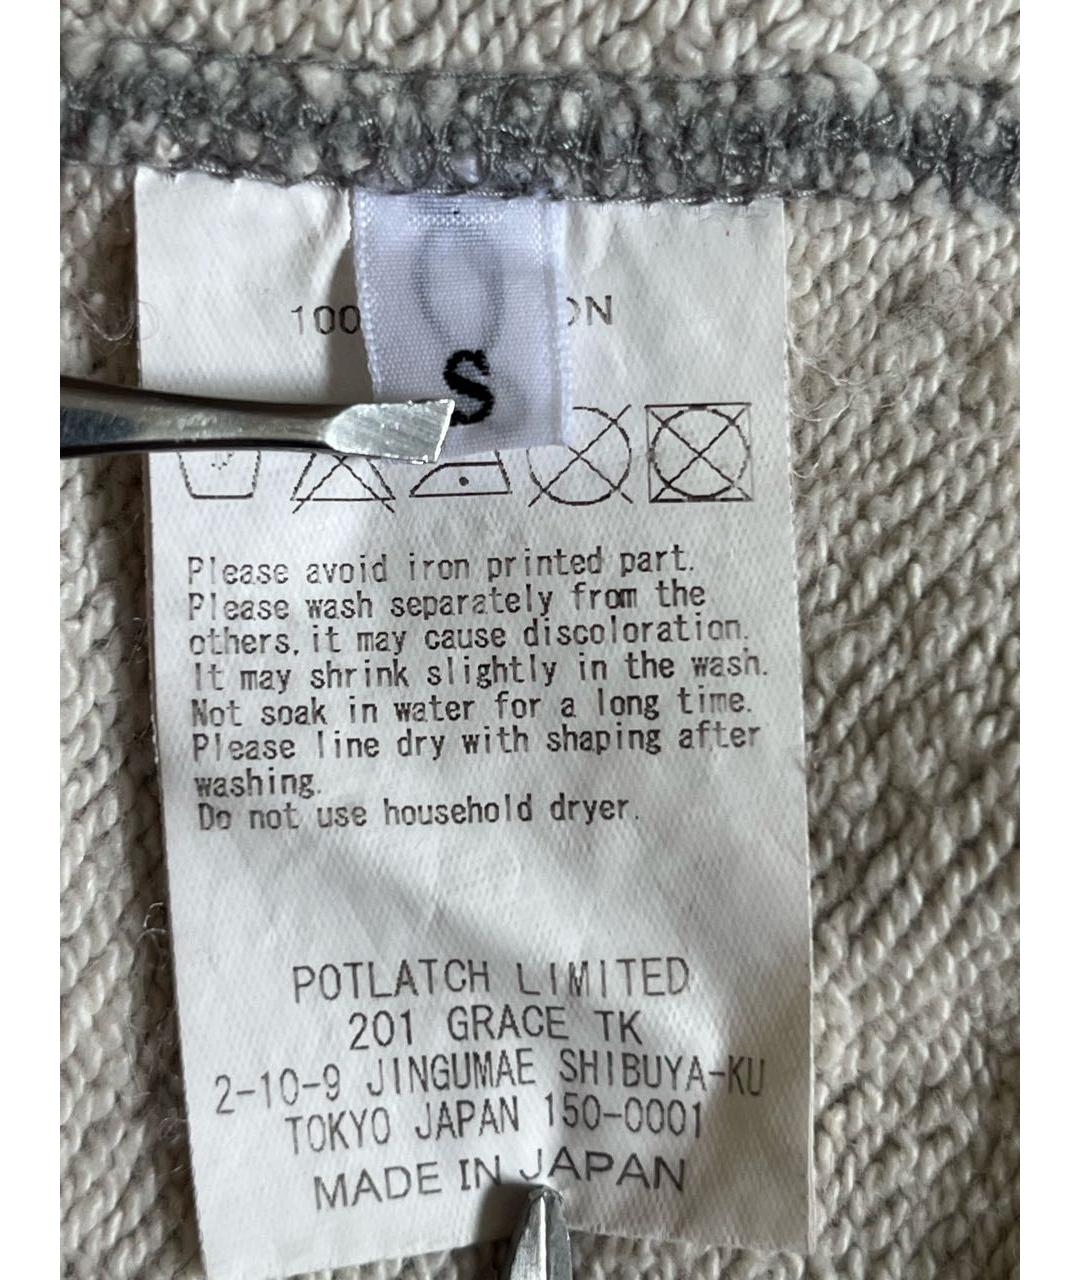 100
S
Please avoid iron printed part.
Please wash separately from the
others, it may cause discoloration.
It may shrink slightly in the wash.
Not soak in water for a long time.
Please line dry with shaping after
washing.
Do not use household dryer.
POTLATCH LIMITED
201 GRACE TK
2-10-9 JINGUMAE SHIBUYA-KU
TOKYO JAPAN 150-0001
MADE IN JAPAN